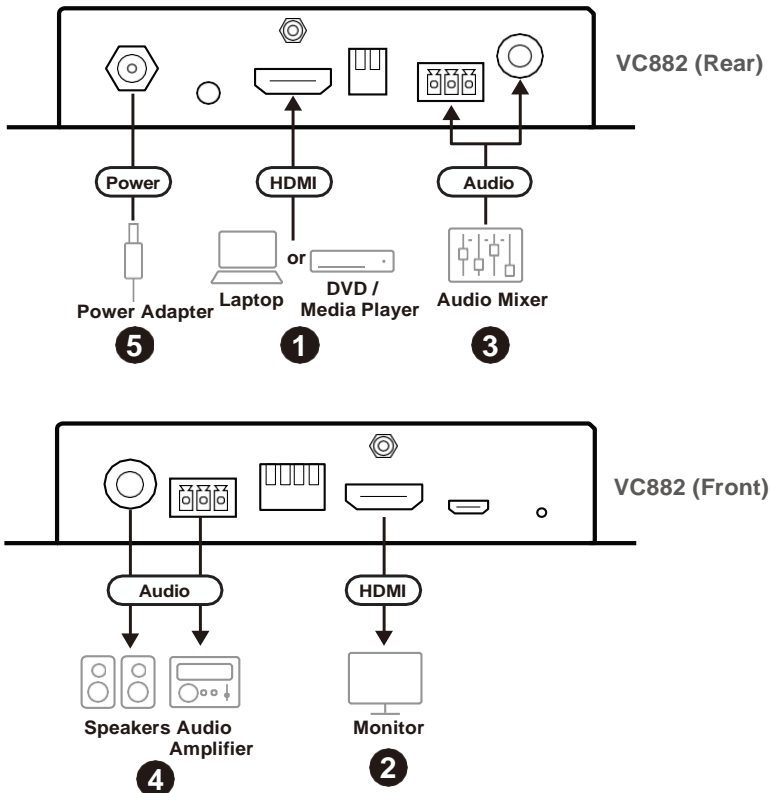 VC882 (Rear)
Power
HDMI
Audio
Power Adapter
Laptop
or
DVD /
Media Player
Audio Mixer
5
1
3
VC882 (Front)
Audio
HDMI
Speakers
Audio
Amplifier
Monitor
4
2